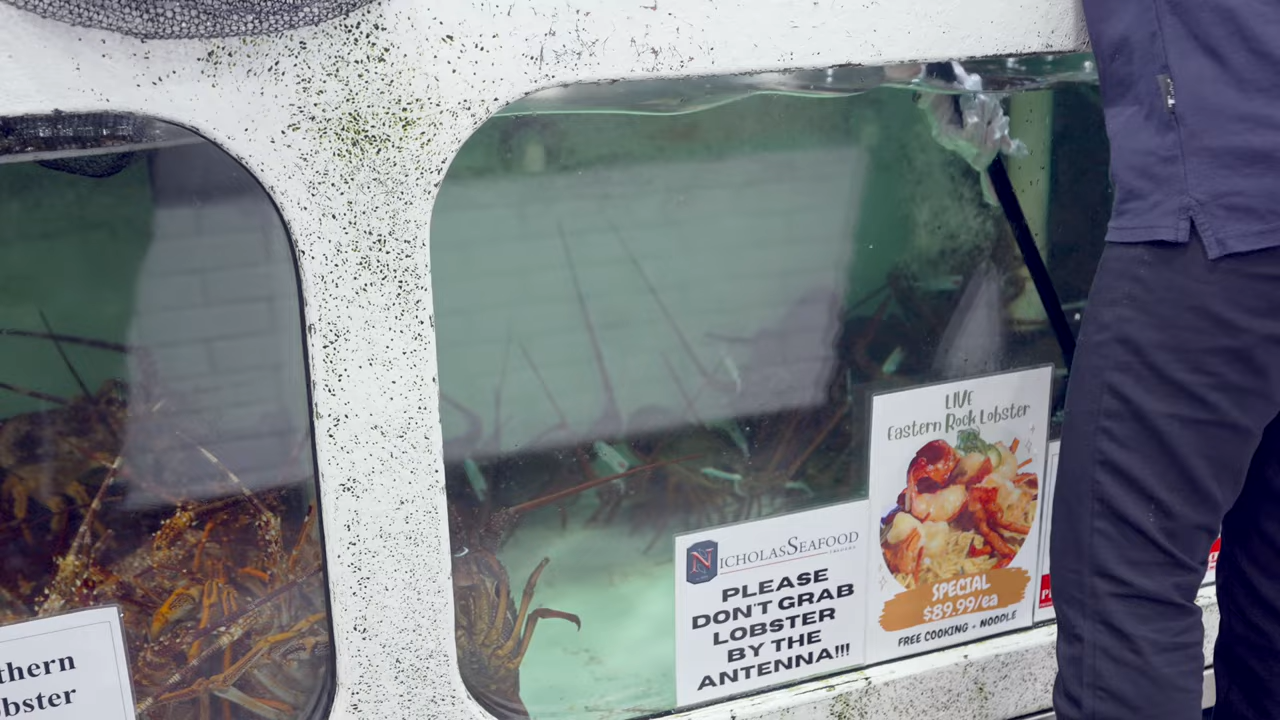 thern
bster
NICHOLASSEAFOOD
PLEASE
DON'T GRAB
LOBSTER
BY THE
ANTENNA!!!
LIVE
Eastern Rock Lobster
SPECIAL
$89.99/ea
FREE COOKING + NOODLE